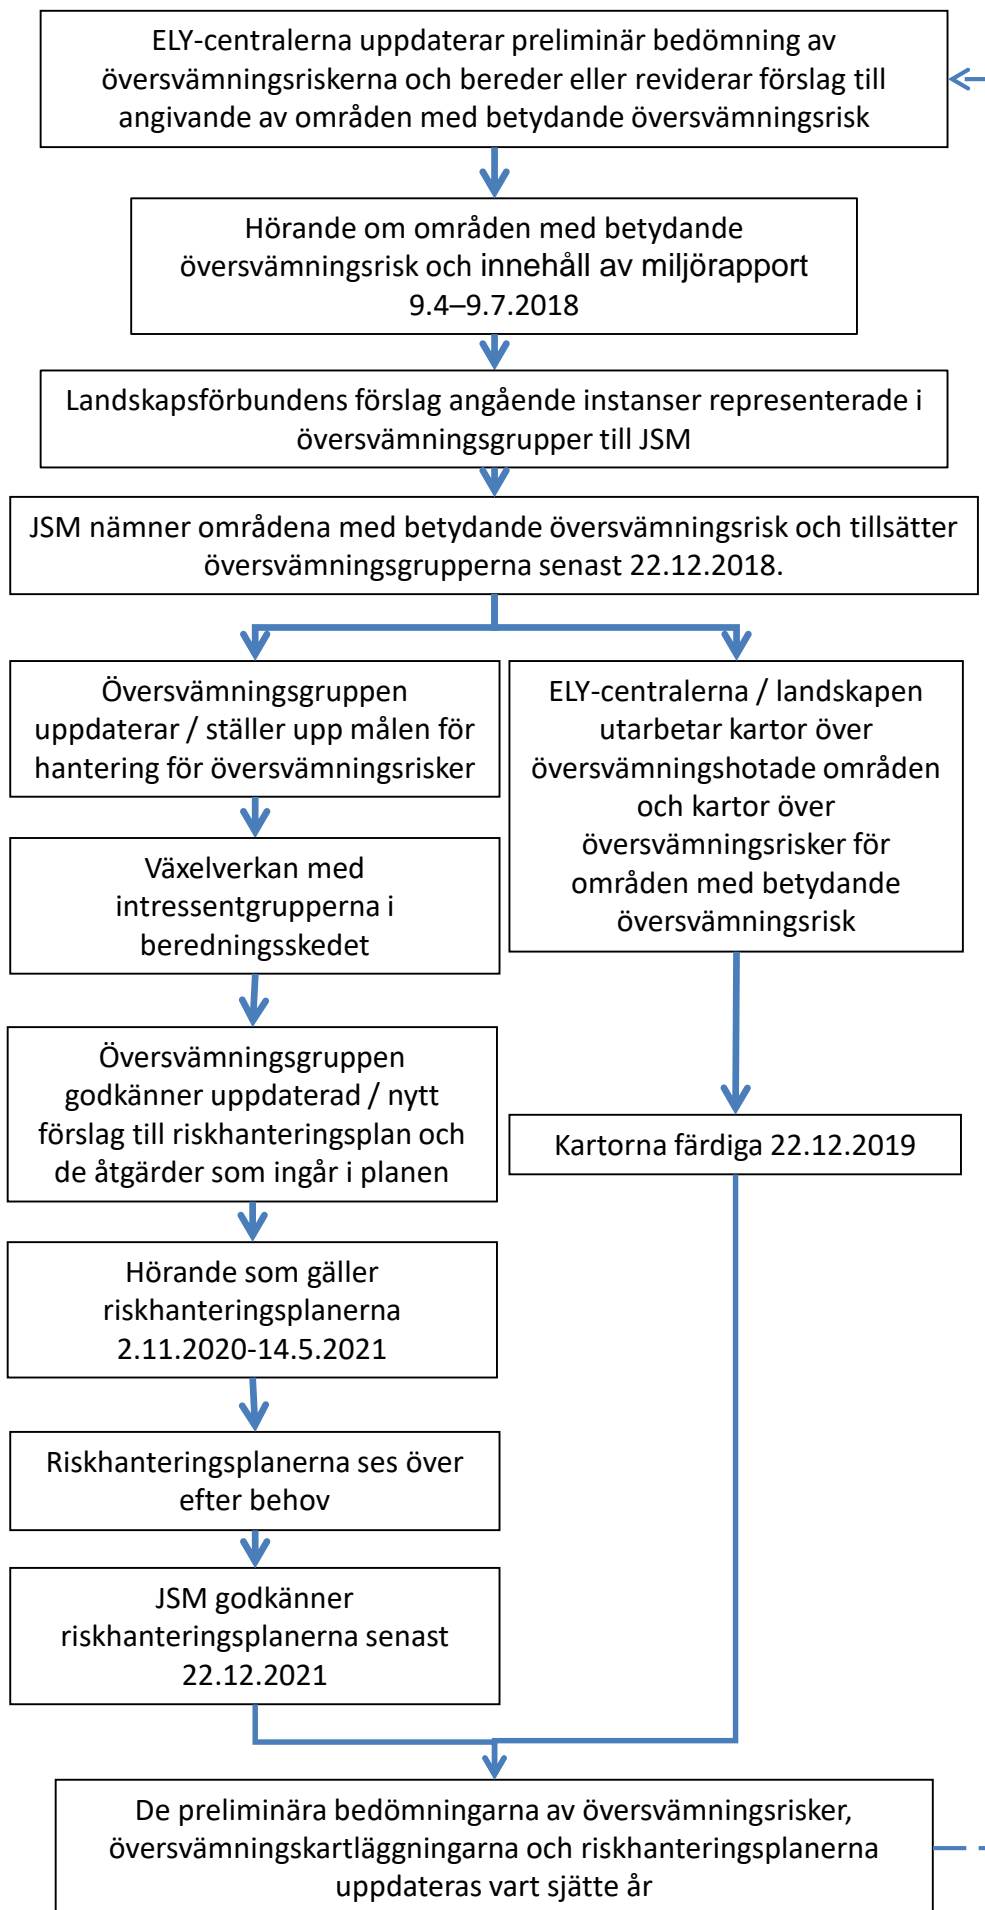 ELY-centralerna uppdaterar preliminär bedömning av
översvämningsriskerna och bereder eller reviderar förslag till
angivande av områden med betydande översvämningsrisk
Hörande om områden med betydande
översvämningsrisk och innehåll av miljörapport
9.4–9.7.2018
Landskapsförbundens förslag angående instanser representerade i
översvämningsgrupper till JSM
JSM nämner områdena med betydande översvämningsrisk och tillsätter
översvämningsgrupperna senast 22.12.2018.
Översvämningsgruppen
uppdaterar / ställer upp målen för
hantering för översvämningsrisker
Växelverkan med
intressentgrupperna i
beredningsskedet
Översvämningsgruppen
godkänner uppdaterad / nytt
förslag till riskhanteringsplan och
de åtgärder som ingår i planen
Hörande som gäller
riskhanteringsplanerna
2.11.2020-14.5.2021
Riskhanteringsplanerna ses över
efter behov
JSM godkänner
riskhanteringsplanerna senast
22.12.2021
ELY-centralerna / landskapen
utarbetar kartor över
översvämningshotade områden
och kartor över
översvämningsrisker för
områden med betydande
översvämningsrisk
Kartorna färdiga 22.12.2019
De preliminära bedömningarna av översvämningsrisker,
översvämningskartläggningarna och riskhanteringsplanerna
uppdateras vart sjätte år